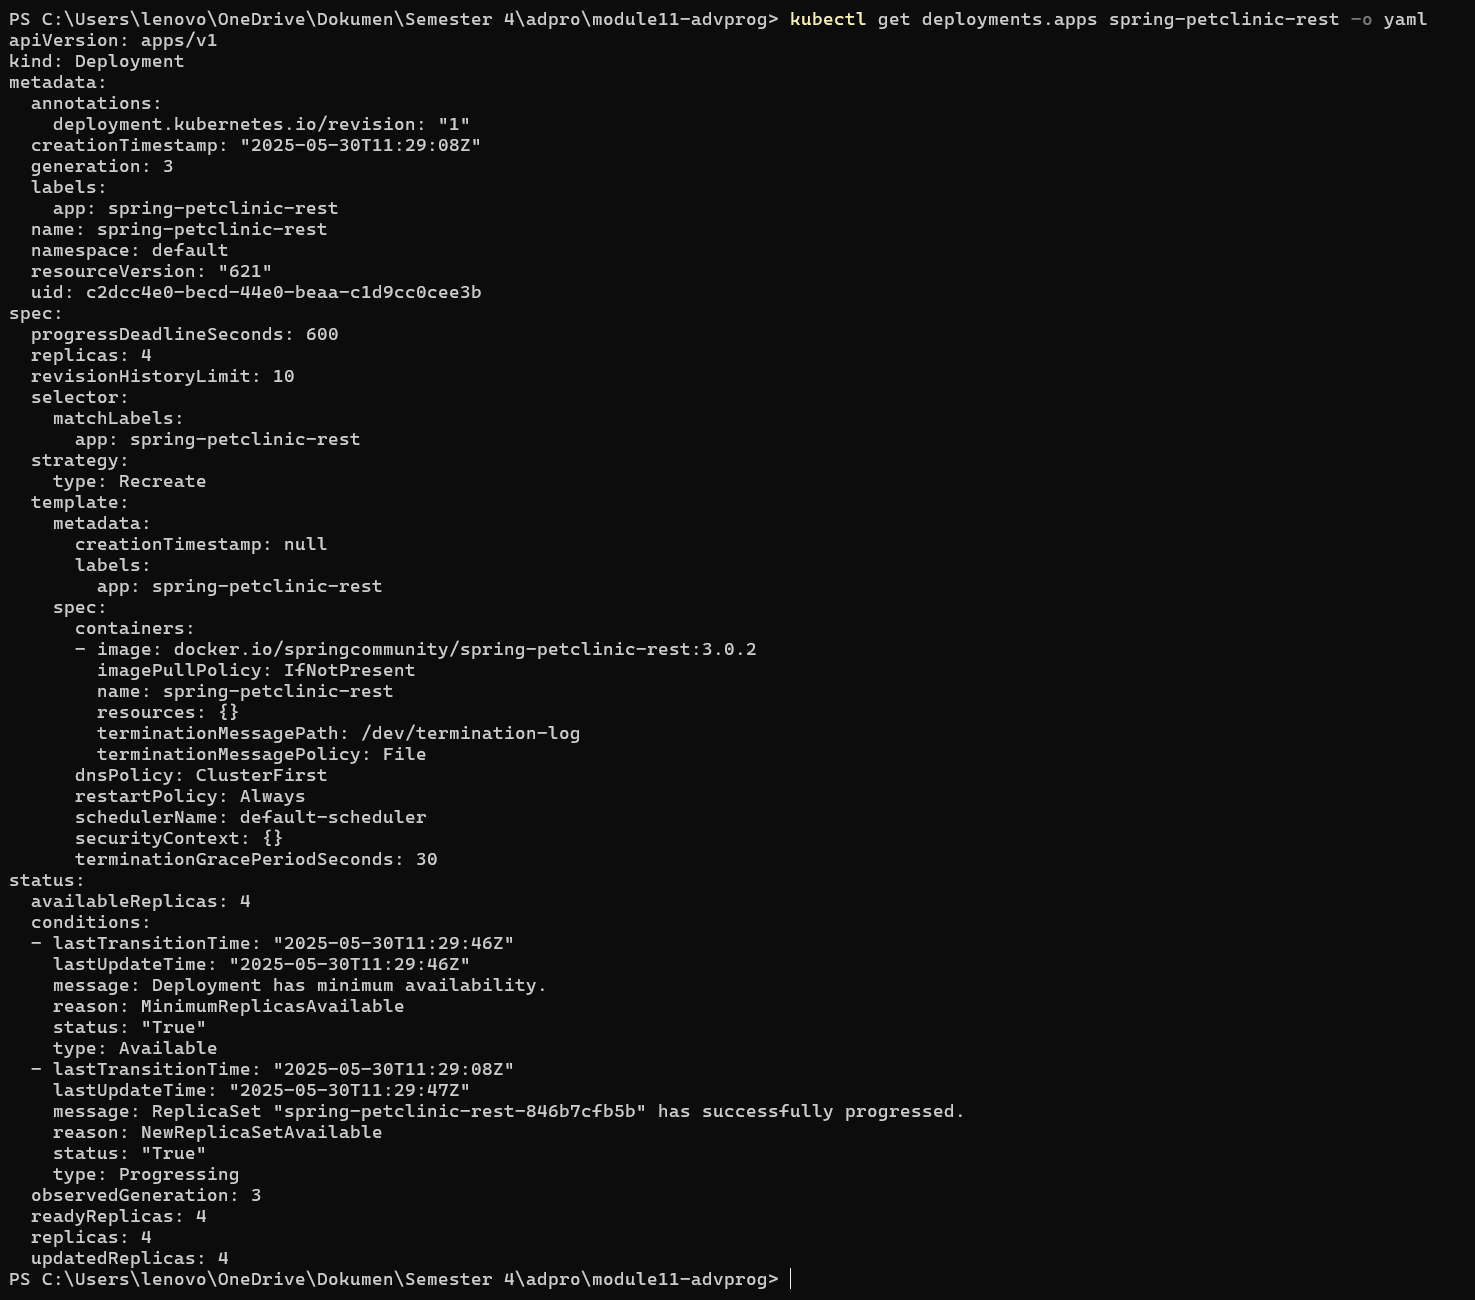 PS C:\Users\lenovo\OneDrive\Dokumen\Semester 4\adpro\module11-advprog> kubectl get deployments.apps spring-petclinic-rest -o yaml
apiVersion: apps/v1
kind: Deployment
metadata:
  annotations:
    deployment.kubernetes.io/revision: "1"
  creationTimestamp: "2025-05-30T11:29:08Z"
  generation: 3
  labels:
    app: spring-petclinic-rest
  name: spring-petclinic-rest
  namespace: default
  resourceVersion: "621"
  uid: c2dcc4e0-becd-44e0-beaa-c1d9cc0cee3b
spec:
  progressDeadlineSeconds: 600
  replicas: 4
  revisionHistoryLimit: 10
  selector:
    matchLabels:
      app: spring-petclinic-rest
  strategy:
    type: Recreate
  template:
    metadata:
      creationTimestamp: null
      labels:
        app: spring-petclinic-rest
    spec:
      containers:
      - image: docker.io/springcommunity/spring-petclinic-rest:3.0.2
        imagePullPolicy: IfNotPresent
        name: spring-petclinic-rest
        resources: {}
        terminationMessagePath: /dev/termination-log
        terminationMessagePolicy: File
      dnsPolicy: ClusterFirst
      restartPolicy: Always
      schedulerName: default-scheduler
      securityContext: {}
      terminationGracePeriodSeconds: 30
status:
  availableReplicas: 4
  conditions:
  - lastTransitionTime: "2025-05-30T11:29:46Z"
    lastUpdateTime: "2025-05-30T11:29:46Z"
    message: Deployment has minimum availability.
    reason: MinimumReplicasAvailable
    status: "True"
    type: Available
  - lastTransitionTime: "2025-05-30T11:29:08Z"
    lastUpdateTime: "2025-05-30T11:29:47Z"
    message: ReplicaSet "spring-petclinic-rest-846b7cfb5b" has successfully progressed.
    reason: NewReplicaSetAvailable
    status: "True"
    type: Progressing
  observedGeneration: 3
  readyReplicas: 4
  replicas: 4
  updatedReplicas: 4
PS C:\Users\lenovo\OneDrive\Dokumen\Semester 4\adpro\module11-advprog>